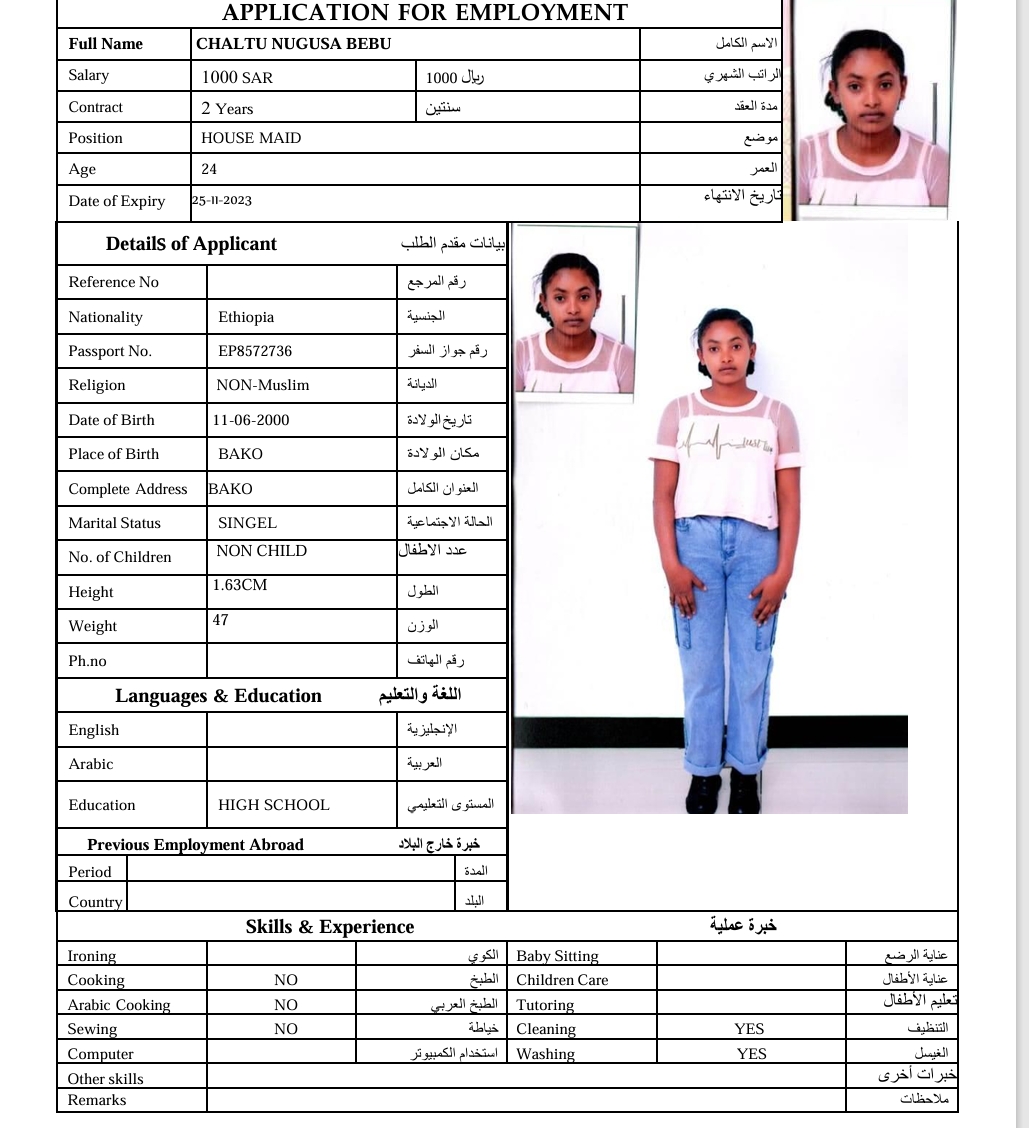 APPLICATION FOR EMPLOYMENT
Full Name CHALTU NUGUSA BEBU الاسم الكامل
Salary 1000 SAR 1000 ريال الراتب الشهري
Contract 2 Years سنتين مدة العقد
Position HOUSE MAID موضع
Age 24 العمر
Date of Expiry 25-11-2023 تاريخ الانتهاء
Details of Applicant بيانات مقدم الطلب
Reference No رقم المرجع
Nationality Ethiopia الجنسية
Passport No. EP8572736 رقم جواز السفر
Religion NON-Muslim الديانة
Date of Birth 11-06-2000 تاريخ الولادة
Place of Birth BAKO مكان الولادة
Complete Address BAKO العنوان الكامل
Marital Status SINGEL الحالة الاجتماعية
No. of Children NON CHILD عدد الاطفال
Height 1.63CM الطول
Weight 47 الوزن
Ph.no رقم الهاتف
Languages & Education اللغة والتعليم
English الإنجليزية
Arabic العربية
Education HIGH SCHOOL المستوى التعليمي
Previous Employment Abroad خبرة خارج البلاد
Period المدة
Country البلد
Skills & Experience خبرة عملية
Ironing الكوي Baby Sitting عناية الرضع
Cooking NO الطبخ Children Care عناية الأطفال
Arabic Cooking NO الطبخ العربي Tutoring تعليم الأطفال
Sewing NO خياطة Cleaning YES التنظيف
Computer استخدام الكمبيوتر Washing YES الغيسل
Other skills خبرات أخرى
Remarks ملاحظات